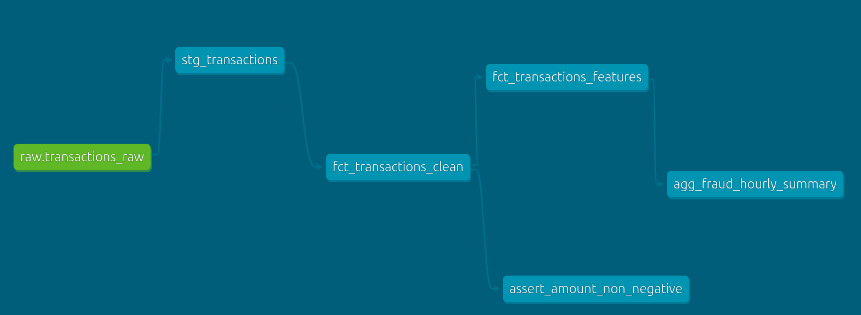 stg_transactions
fct_transactions_features
raw.transactions_raw
fct_transactions_clean
agg_fraud_hourly_summary
assert_amount_non_negative